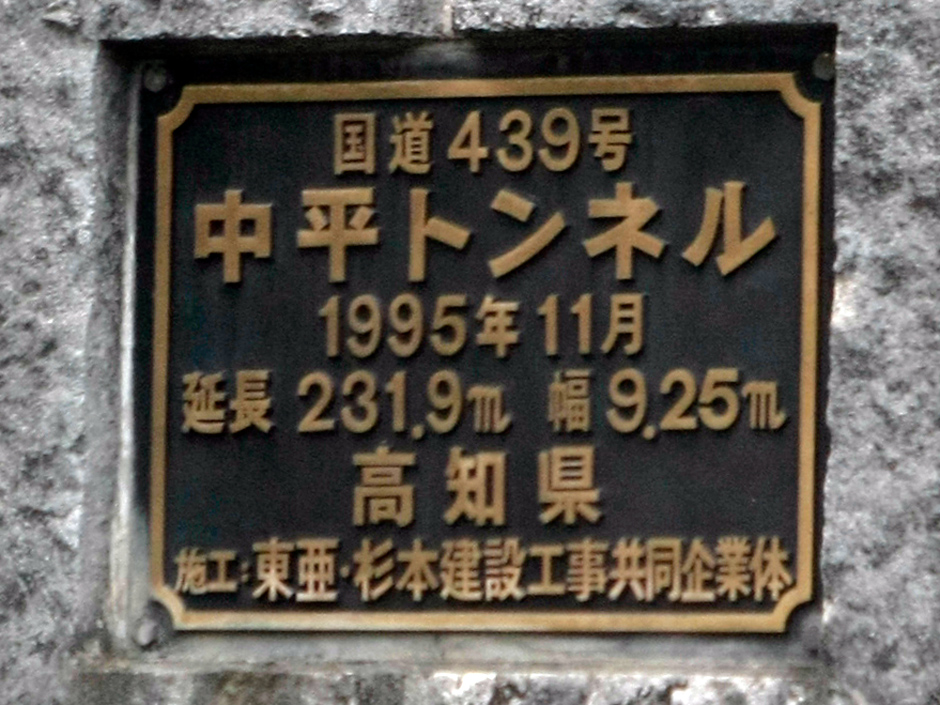 国道439号
中平トンネル
1995年11月
延長 231.9m 幅 9.25m
高知県
施工:東亜・杉本建設工事共同企業体